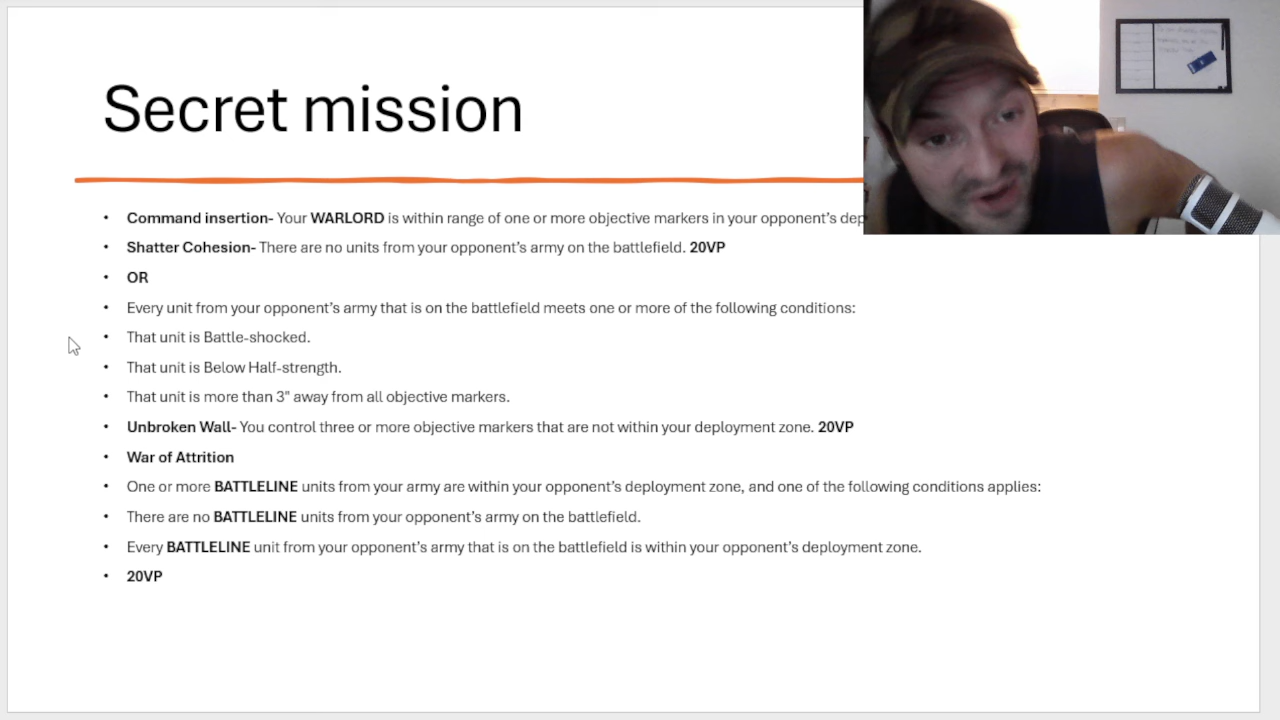 Secret mission
• Command insertion- Your WARLORD is within range of one or more objective markers in your opponent's
• Shatter Cohesion- There are no units from your opponent's army on the battlefield. 20VP
• OR
• Every unit from your opponent's army that is on the battlefield meets one or more of the following conditions:
• That unit is Battle-shocked.
• That unit is Below Half-strength.
• That unit is more than 3" away from all objective markers.
• Unbroken Wall- You control three or more objective markers that are not within your deployment zone. 20VP
• War of Attrition
• One or more BATTLELINE units from your army are within your opponent's deployment zone, and one of the following conditions applies:
• There are no BATTLELINE units from your opponent's army on the battlefield.
• Every BATTLELINE unit from your opponent's army that is on the battlefield is within your opponent's deployment zone.
• 20VP